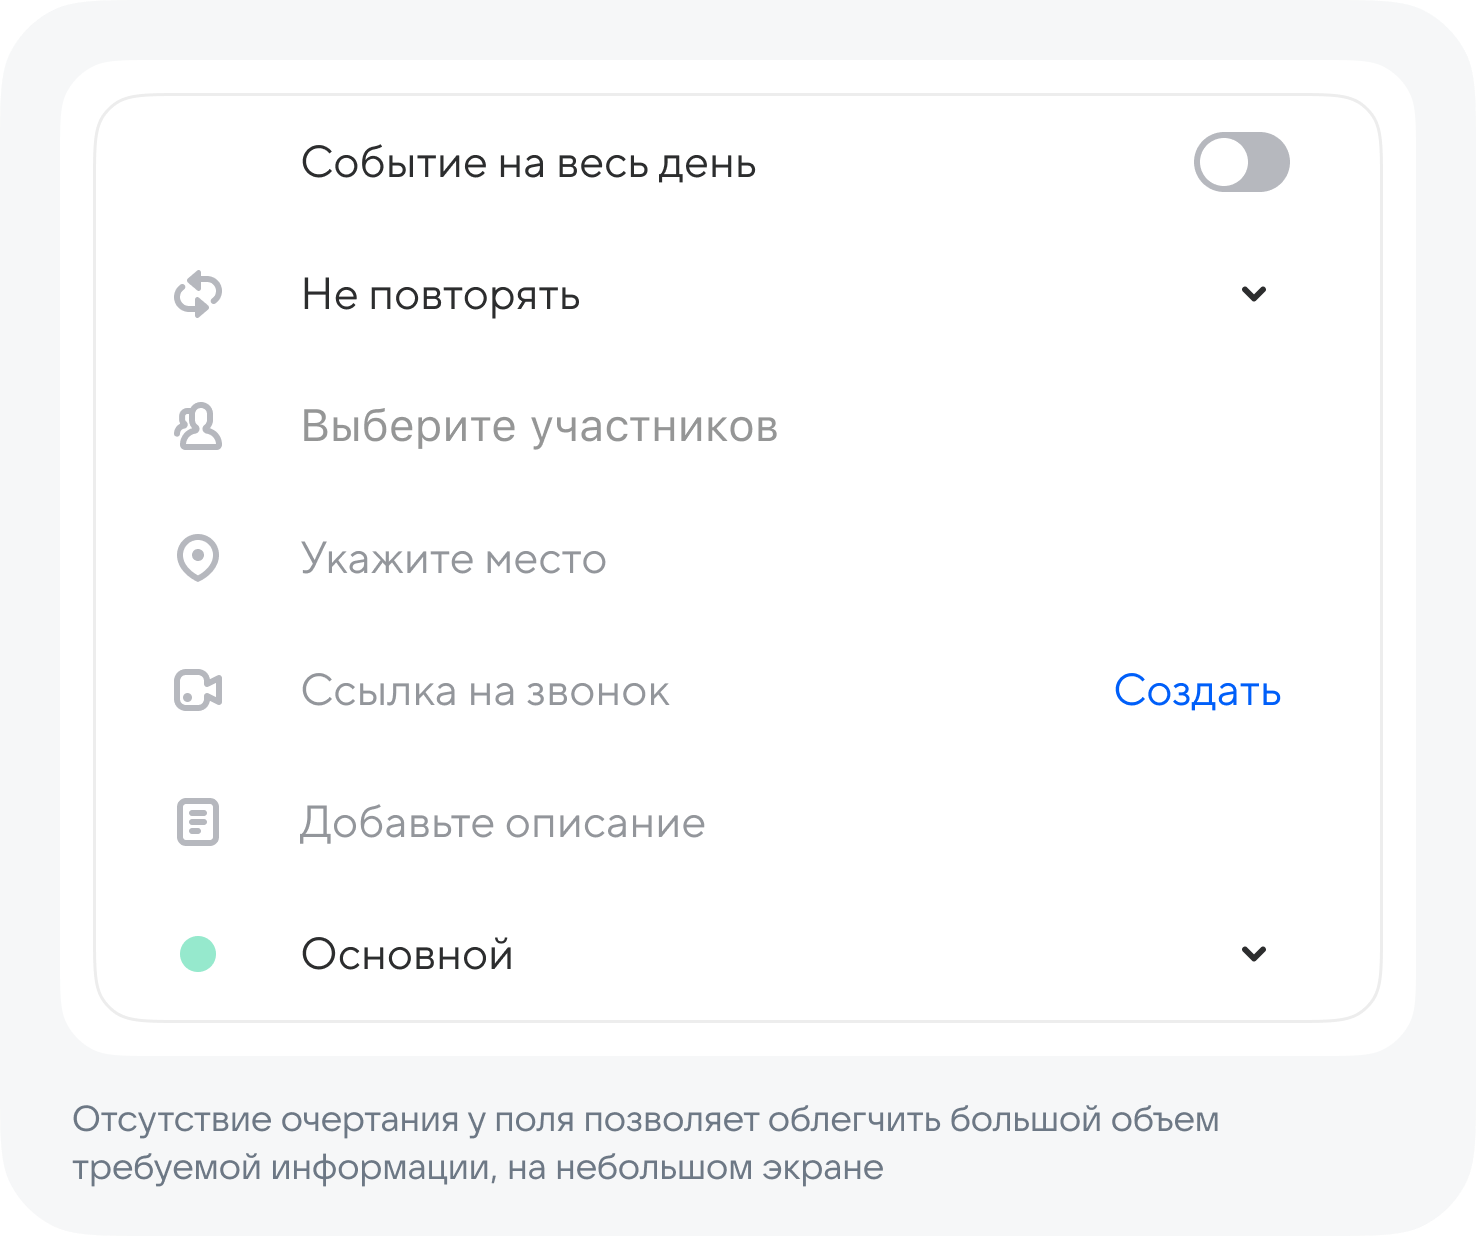 Событие на весь день
Не повторять
Выберите участников
Укажите место
Ссылка на звонок Создать
Добавьте описание
Основной
Отсутствие очертания у поля позволяет облегчить большой объем
требуемой информации, на небольшом экране